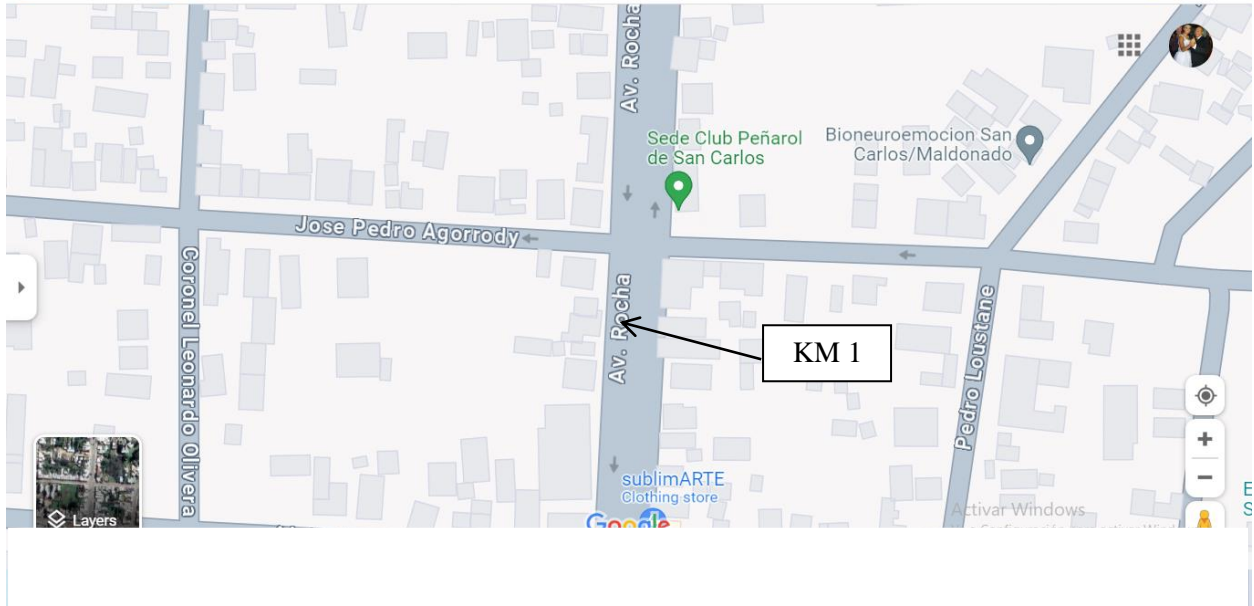 Av. Rocha
Sede Club Peñarol
de San Carlos
Bioneuroemocion San
Carlos/Maldonado
Jose Pedro Agorrody
Coronel Leonardo Olivera
Av. Rocha
KM 1
Pedro Loustane
sublimARTE
Clothing store
Google
Layers
Activar Windows